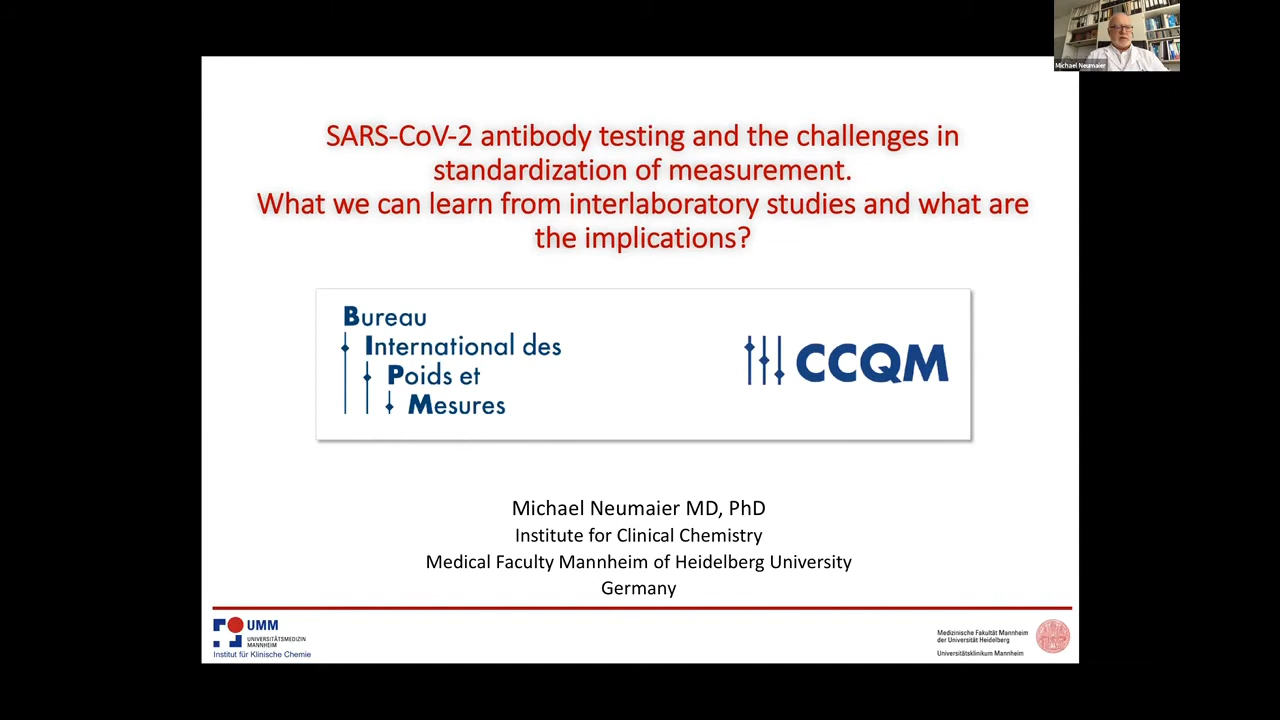 Michael Neumaier
SARS-CoV-2 antibody testing and the challenges in
standardization of measurement.
What we can learn from interlaboratory studies and what are
the implications?
Bureau
International des
Poids et
Mesures
CCQM
Michael Neumaier MD, PhD
Institute for Clinical Chemistry
Medical Faculty Mannheim of Heidelberg University
Germany
UMM
UNIVERSITÄTSMEDIZIN
MANNHEIM
Institut für Klinische Chemie
Medizinische Fakultät Mannheim
der Universität Heidelberg
Universitätsklinikum Mannheim